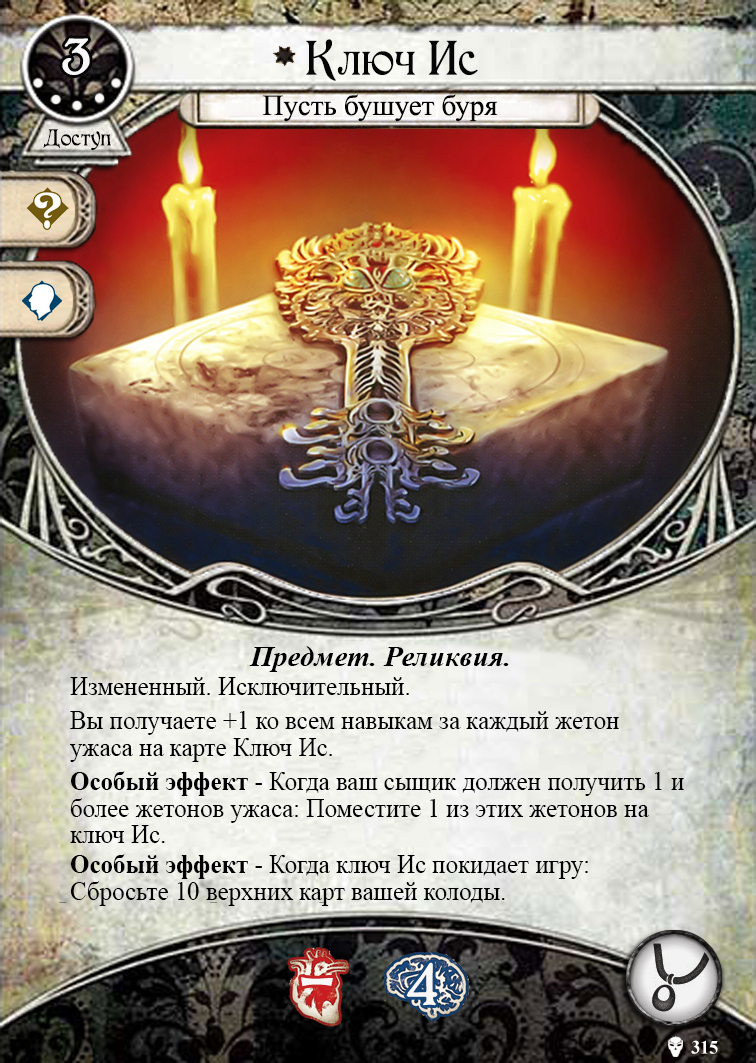 3
Ключ Ис
Пусть бушует буря
Доступ
?
Предмет. Реликвия.
Измененный. Исключительный.
Вы получаете +1 ко всем навыкам за каждый жетон
ужаса на карте Ключ Ис.
Особый эффект - Когда ваш сыщик должен получить 1 и
более жетонов ужаса: Поместите 1 из этих жетонов на
ключ Ис.
Особый эффект - Когда ключ Ис покидает игру:
Сбросьте 10 верхних карт вашей колоды.
–
4
315